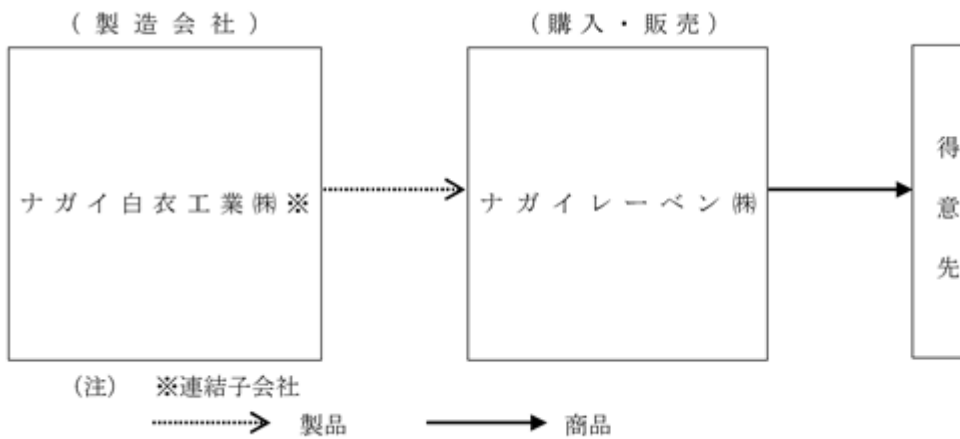 (製造会社)
(購入・販売)
ナガイ白衣工業㈱※
ナガイレーベン㈱
得意先
(注) ※連結子会社
製品
商品